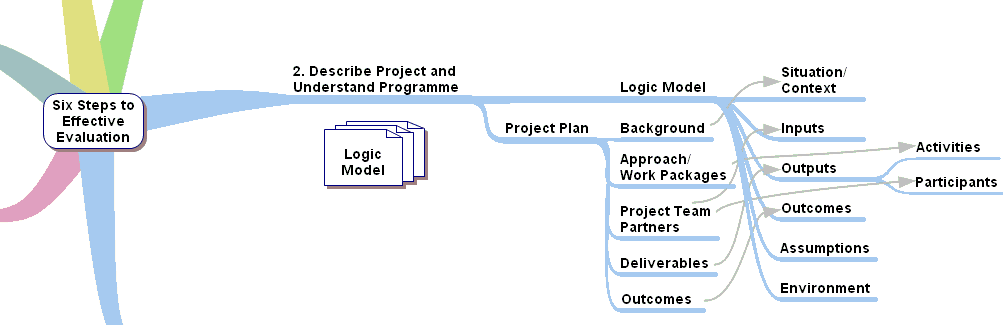 Six Steps to
Effective
Evaluation
2. Describe Project and
Understand Programme
Logic
Model
Project Plan
Logic Model
Background
Approach/
Work Packages
Project Team
Partners
Deliverables
Outcomes
Situation/
Context
Inputs
Outputs
Activities
Participants
Outcomes
Assumptions
Environment